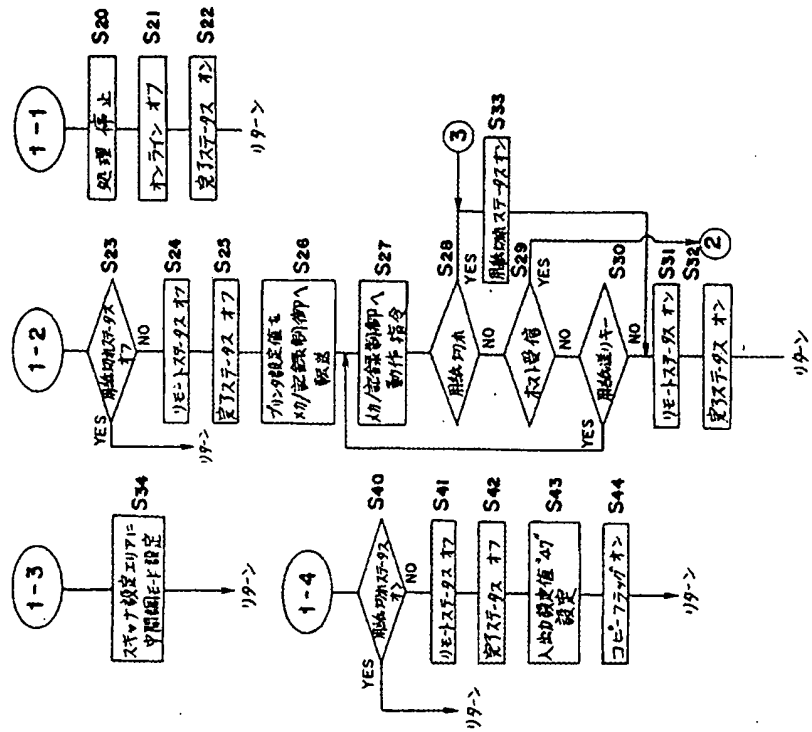 1-1
処理 停止
S20
オンライン オフ
S21
完了ステータス オン
S22
リターン
1-2
用紙切れステータス
オフ
S23
YES
NO
リターン
リモートステータス オフ
S24
完了ステータス オフ
S25
プリンタ設定値を
メカ/記録制御へ
転送
S26
メカ/記録制御へ
動作指令
S27
用紙切れ
S28
YES
NO
3
用紙切れステータスオン
S33
ホスト受信
S29
YES
NO
2
用紙送りキー
S30
YES
NO
リモートステータス オン
S31
完了ステータス オン
S32
リターン
1-3
スキャナ設定エリアに
中間調モード設定
S34
リターン
1-4
用紙切れステータス
オン
S40
YES
NO
リターン
リモートステータス オフ
S41
完了ステータス オフ
S42
入出力設定値"47"
設定
S43
コピーフラッグ オン
S44
リターン